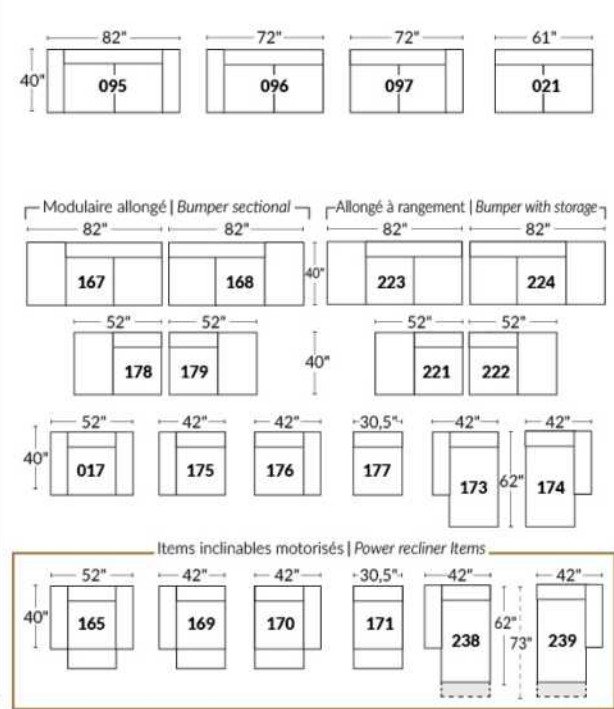 82" 72" 72" 61"
40" 095 096 097 021
Modulaire allongé | Bumper sectional Allongé à rangement | Bumper with storage
82" 82" 82" 82"
167 168 40" 223 224
52" 52" 52" 52"
178 179 40" 221 222
52" 42" 42" 30,5" 42" 42"
40" 017 175 176 177 173 62" 174
Items inclinables motorisés | Power recliner Items
52" 42" 42" 30,5" 42" 42"
40" 165 169 170 171 238 62" 73" 239